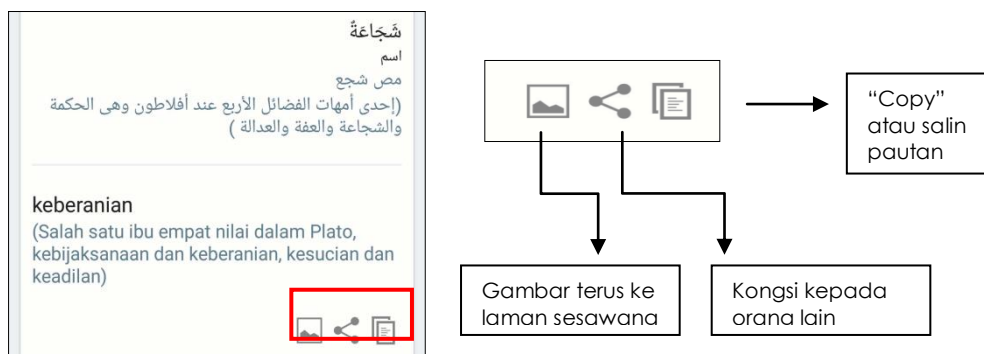 شَجَاعَةٌ
اسم
مص شجع
(إحدى أمهات الفضائل الأربع عند أفلاطون وهى الحكمة
والشجاعة والعفة والعدالة )
keberanian
(Salah satu ibu empat nilai dalam Plato,
kebijaksanaan dan keberanian, kesucian dan
keadilan)
“Copy”
atau salin
pautan
Gambar terus ke
laman sesawana
Kongsi kepada
orana lain